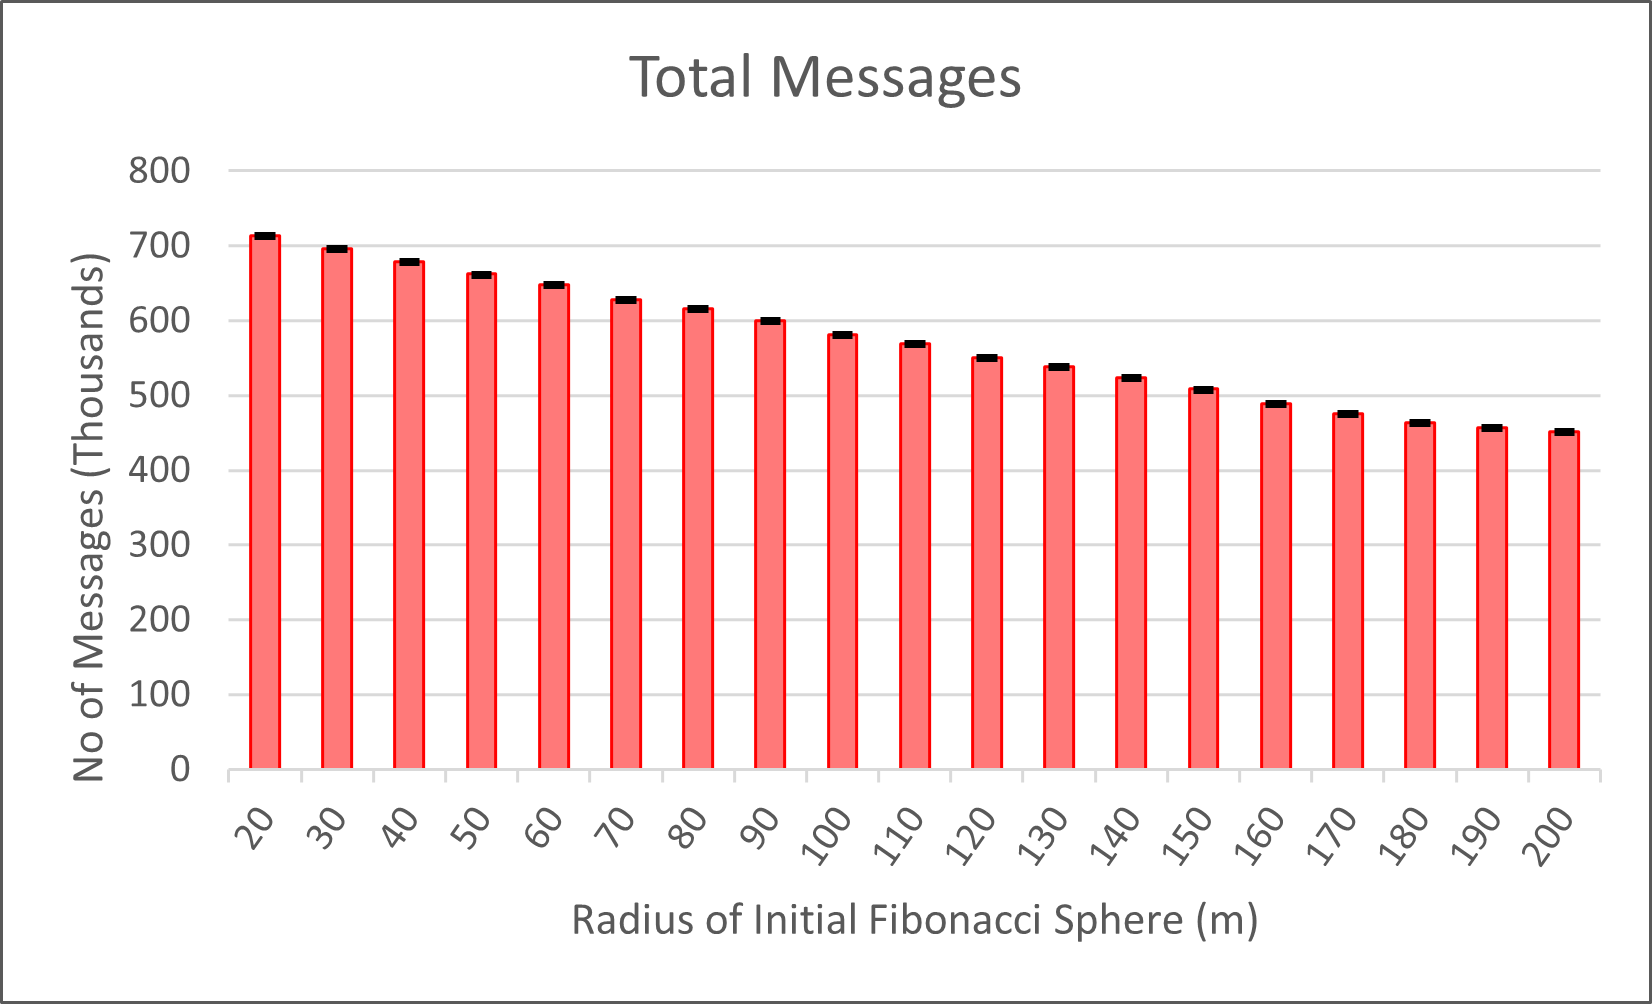 Total Messages
800
700
600
500
400
300
200
100
0
No of Messages (Thousands)
20 30 40 50 60 70 80 90 100 110 120 130 140 150 160 170 180 190 200
Radius of Initial Fibonacci Sphere (m)